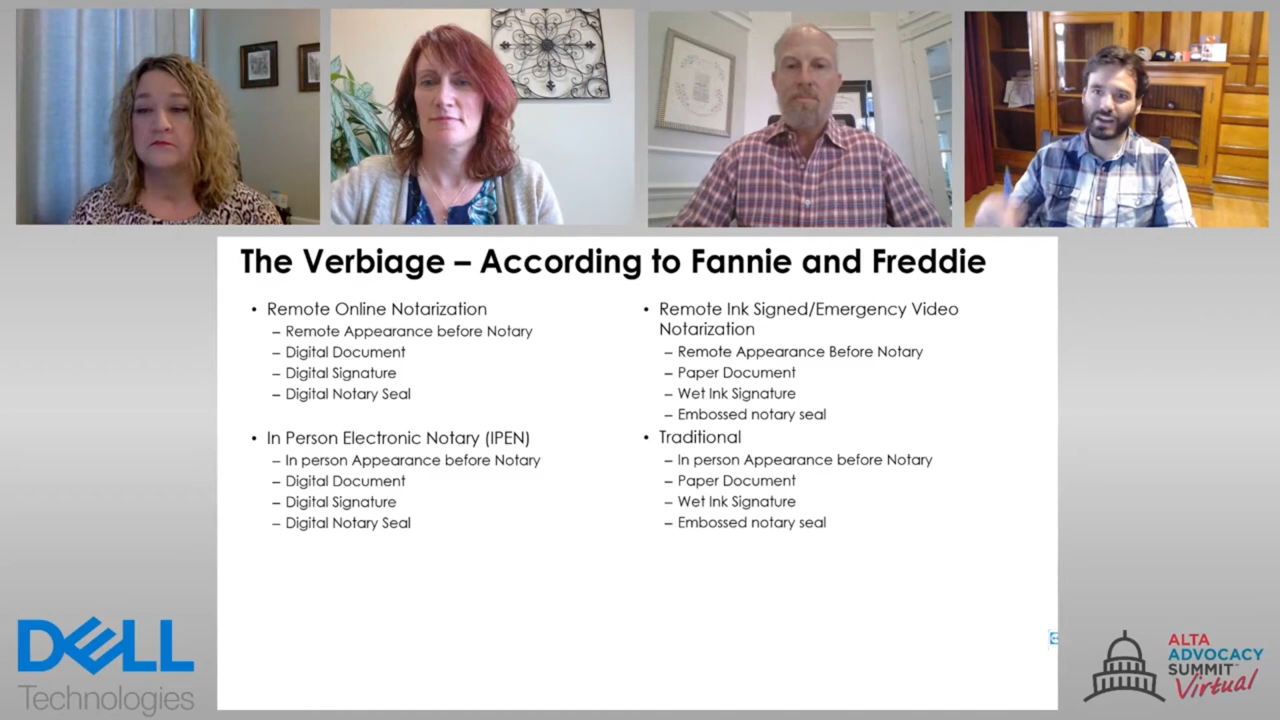 The Verbiage – According to Fannie and Freddie
• Remote Online Notarization
– Remote Appearance before Notary
– Digital Document
– Digital Signature
– Digital Notary Seal
• In Person Electronic Notary (IPEN)
– In person Appearance before Notary
– Digital Document
– Digital Signature
– Digital Notary Seal
• Remote Ink Signed/Emergency Video
Notarization
– Remote Appearance Before Notary
– Paper Document
– Wet Ink Signature
– Embossed notary seal
• Traditional
– In person Appearance before Notary
– Paper Document
– Wet Ink Signature
– Embossed notary seal
DELL
Technologies
ALTA
ADVOCACY
SUMMIT
Virtual